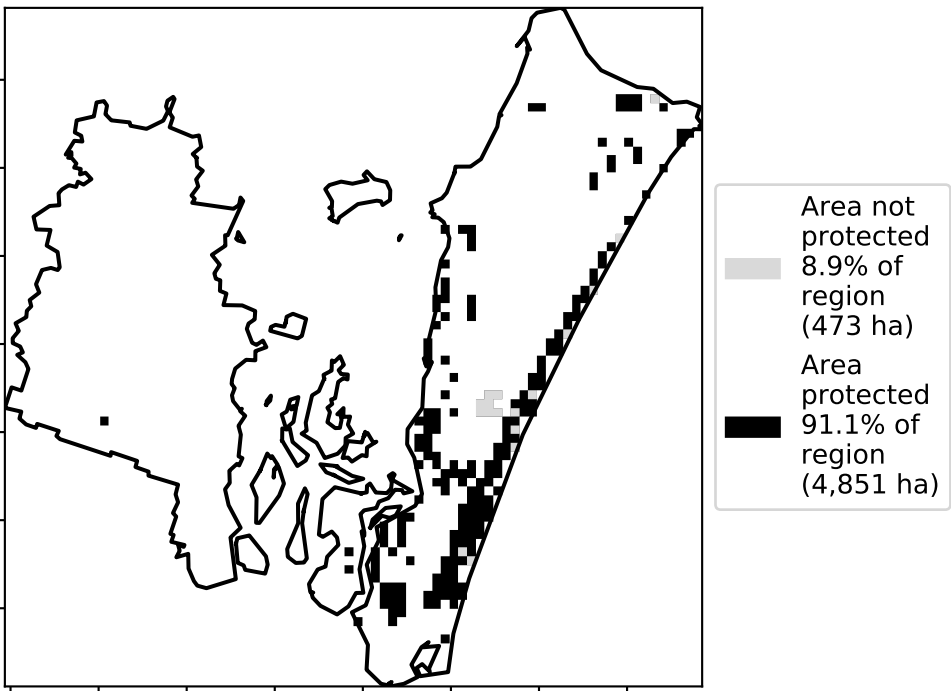 Area not
protected
8.9% of
region
(473 ha)
Area
protected
91.1% of
region
(4,851 ha)